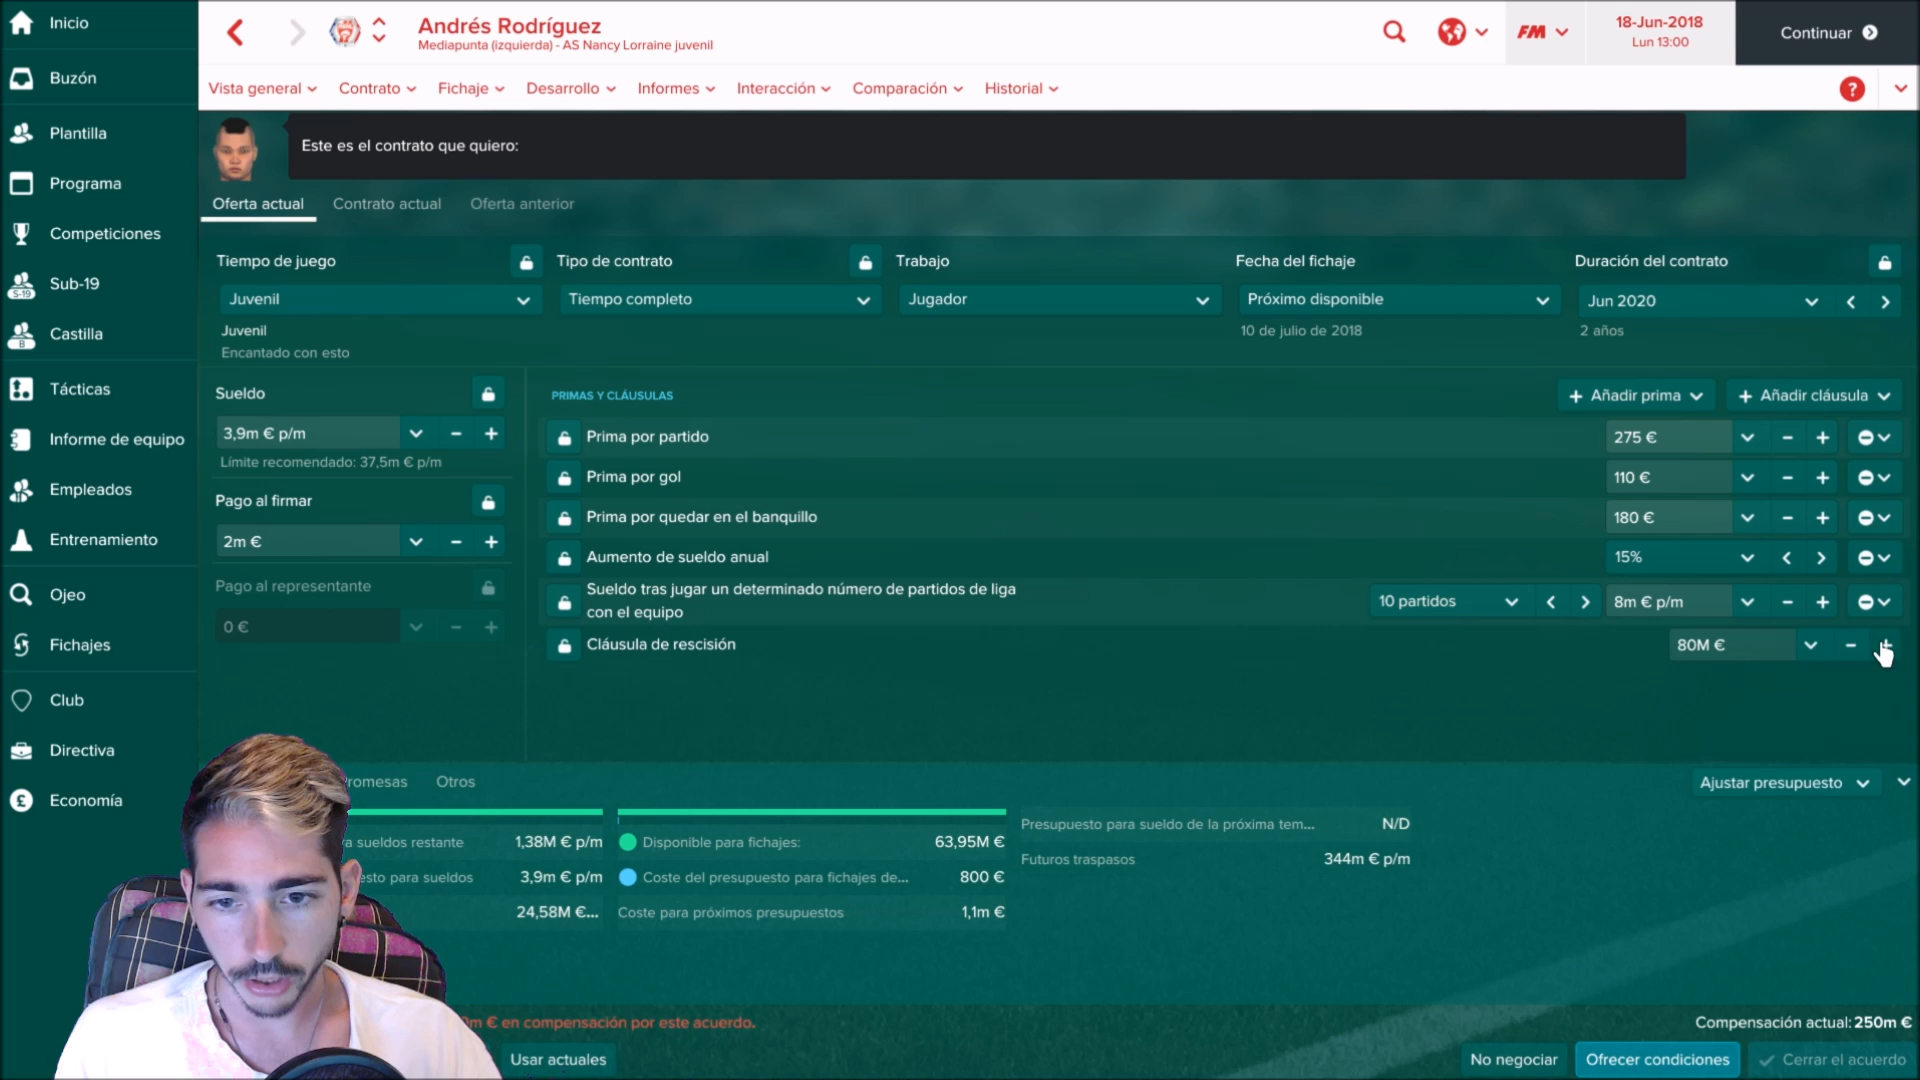 Inicio
Buzón
Plantilla
Programa
Competiciones
S-19
Sub-19
B
Castilla
Tácticas
Informe de equipo
Empleados
Entrenamiento
Ojeo
Fichajes
Club
Directiva
Economía
Andrés Rodríguez
Mediapunta (izquierda) - AS Nancy Lorraine juvenil
FM
18-Jun-2018
Lun 13:00
Continuar
Vista general
Contrato
Fichaje
Desarrollo
Informes
Interacción
Comparación
Historial
?
Este es el contrato que quiero:
Oferta actual
Contrato actual
Oferta anterior
Tiempo de juego
Tipo de contrato
Trabajo
Fecha del fichaje
Duración del contrato
Juvenil
Tiempo completo
Jugador
Próximo disponible
Jun 2020
Juvenil
10 de julio de 2018
2 años
Encantado con esto
Sueldo
3,9m € p/m
Límite recomendado: 37,5m € p/m
Pago al firmar
2m €
Pago al representante
0 €
PRIMAS Y CLÁUSULAS
+ Añadir prima
+ Añadir cláusula
Prima por partido
275 €
Prima por gol
110 €
Prima por quedar en el banquillo
180 €
Aumento de sueldo anual
15%
Sueldo tras jugar un determinado número de partidos de liga
con el equipo
10 partidos
8m € p/m
Cláusula de rescisión
80M €
romesas
Otros
Ajustar presupuesto
a sueldos restante
1,38M € p/m
esto para sueldos
3,9m € p/m
24,58M €...
Disponible para fichajes:
63,95M €
Coste del presupuesto para fichajes de...
800 €
Coste para próximos presupuestos
1,1m €
Presupuesto para sueldo de la próxima tem...
N/D
Futuros traspasos
344m € p/m
m € en compensación por este acuerdo.
Compensación actual: 250m €
Usar actuales
No negociar
Ofrecer condiciones
Cerrar el acuerdo